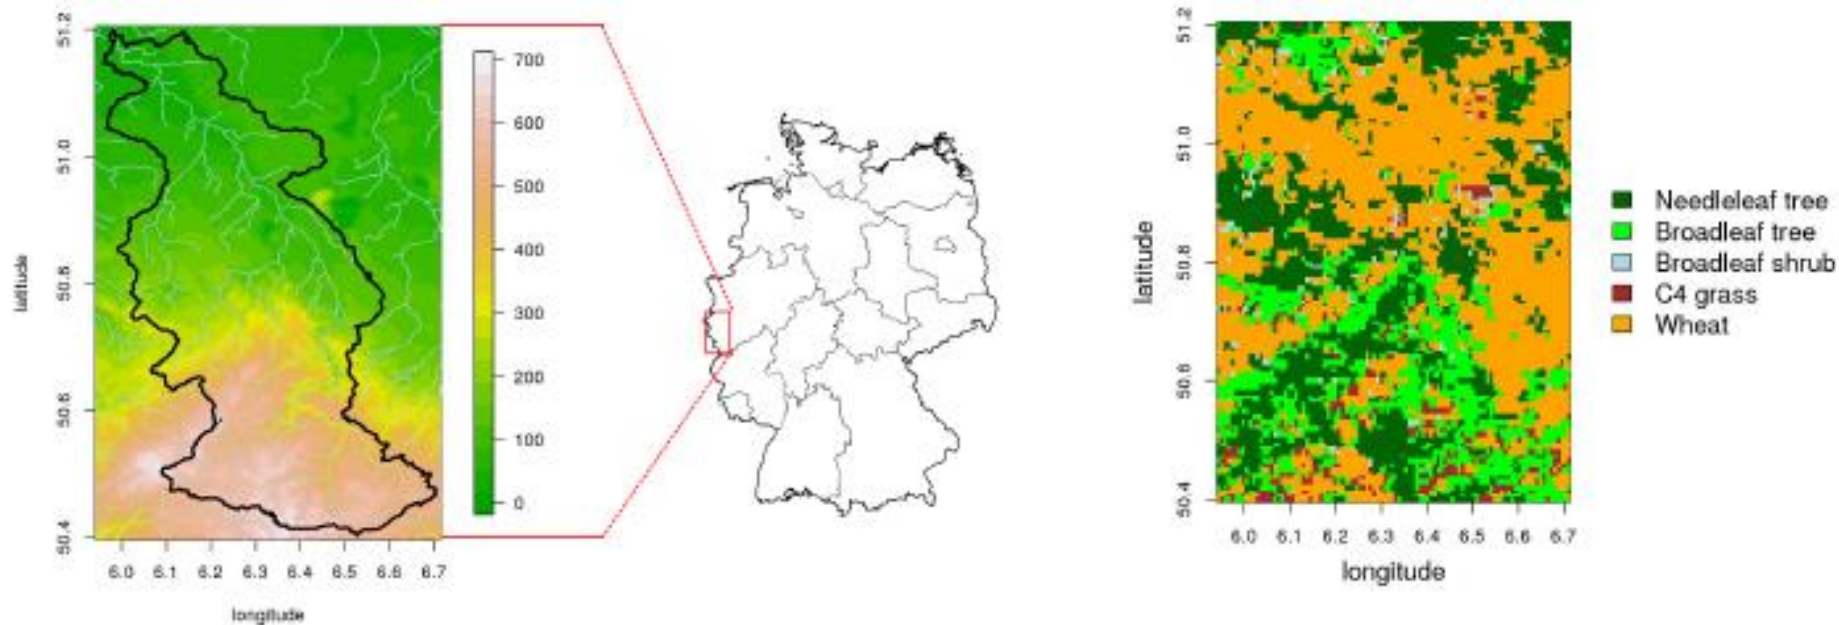 51.2
51.0
50.8
50.6
50.4
latitude
6.0 6.1 6.2 6.3 6.4 6.5 6.6 6.7
longitude
700
600
500
400
300
200
100
0
51.2
51.0
50.8
50.6
50.4
latitude
6.0 6.1 6.2 6.3 6.4 6.5 6.6 6.7
longitude
Needleleaf tree
Broadleaf tree
Broadleaf shrub
C4 grass
Wheat